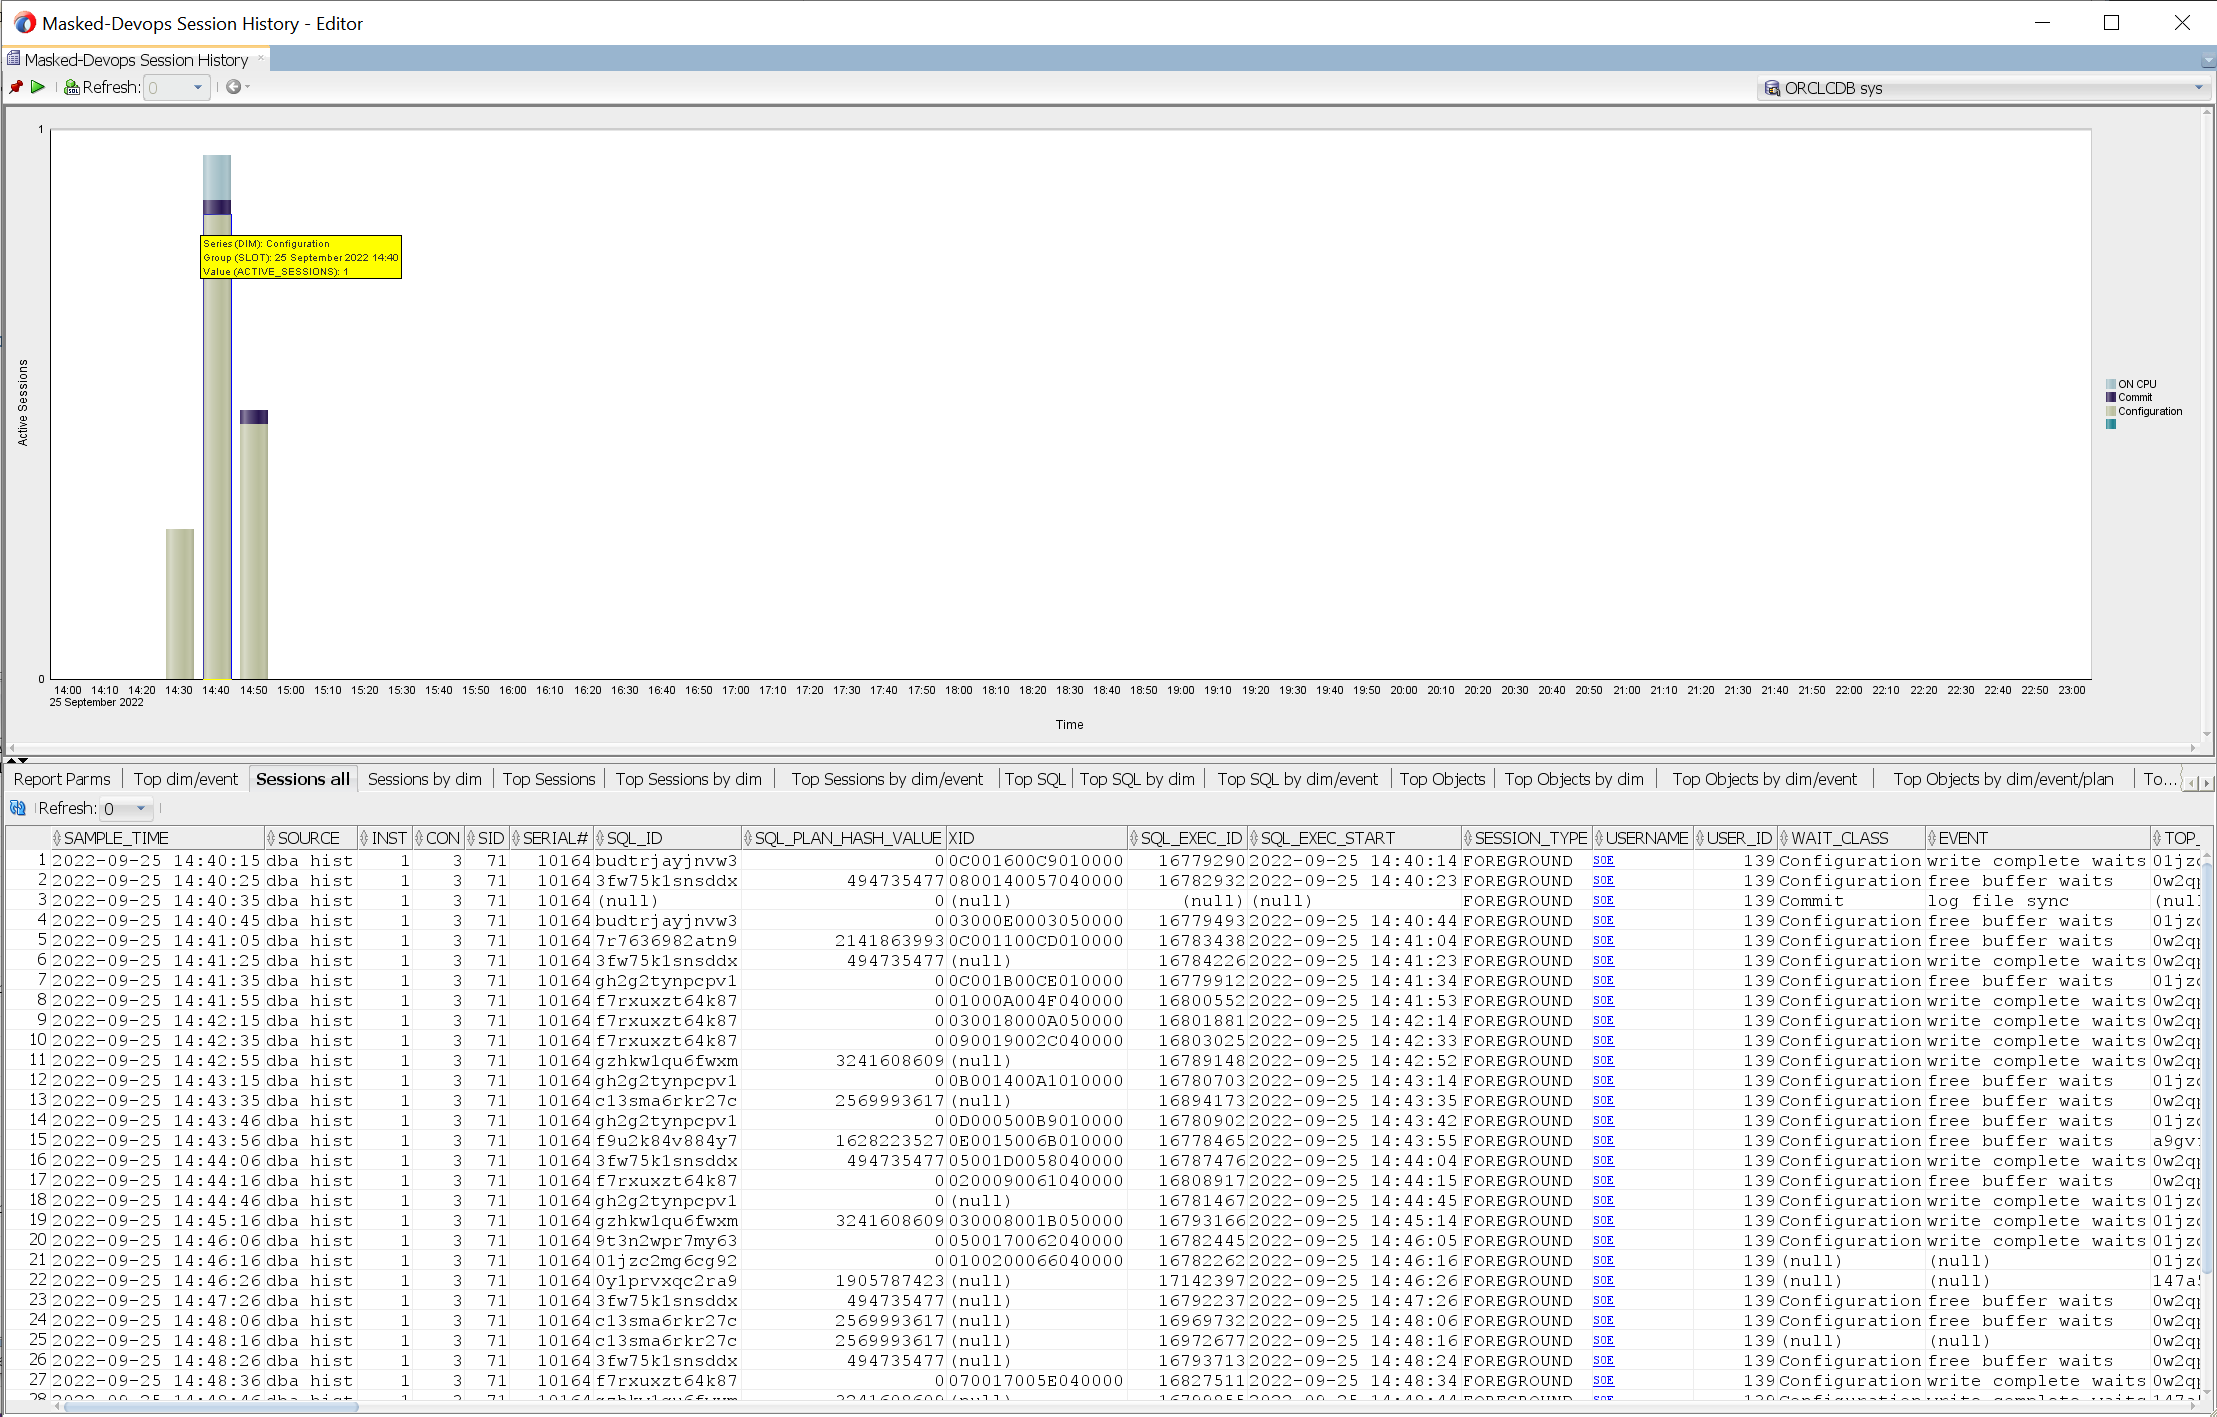 Masked-Devops Session History - Editor
Masked-Devops Session History
Refresh: 0
ORCLCDB sys
1
Series (DIM): Configuration
Group (SLOT): 25 September 2022 14:40
Value (ACTIVE_SESSIONS): 1
Active Sessions
ON CPU
Commit
Configuration
0
14:00 14:10 14:20 14:30 14:40 14:50 15:00 15:10 15:20 15:30 15:40 15:50 16:00 16:10 16:20 16:30 16:40 16:50 17:00 17:10 17:20 17:30 17:40 17:50 18:00 18:10 18:20 18:30 18:40 18:50 19:00 19:10 19:20 19:30 19:40 19:50 20:00 20:10 20:20 20:30 20:40 20:50 21:00 21:10 21:20 21:30 21:40 21:50 22:00 22:10 22:20 22:30 22:40 22:50 23:00
25 September 2022
Time
Report Parms Top dim/event Sessions all Sessions by dim Top Sessions Top Sessions by dim Top Sessions by dim/event Top SQL Top SQL by dim Top SQL by dim/event Top Objects Top Objects by dim Top Objects by dim/event Top Objects by dim/event/plan To...
Refresh: 0
SAMPLE_TIME SOURCE INST CON SID SERIAL# SQL_ID SQL_PLAN_HASH_VALUE XID SQL_EXEC_ID SQL_EXEC_START SESSION_TYPE USERNAME USER_ID WAIT_CLASS EVENT TOP_
1 2022-09-25 14:40:15 dba hist 1 3 71 10164 budtrjayjnvw3 0 0C001600C9010000 16779290 2022-09-25 14:40:14 FOREGROUND SOE 139 Configuration write complete waits 01jzc
2 2022-09-25 14:40:25 dba hist 1 3 71 10164 3fw75k1snsddx 494735477 0800140057040000 16782932 2022-09-25 14:40:23 FOREGROUND SOE 139 Configuration free buffer waits 0w2qp
3 2022-09-25 14:40:35 dba hist 1 3 71 10164 (null) 0 (null) (null) (null) FOREGROUND SOE 139 Commit log file sync (null
4 2022-09-25 14:40:45 dba hist 1 3 71 10164 budtrjayjnvw3 0 03000E0003050000 16779493 2022-09-25 14:40:44 FOREGROUND SOE 139 Configuration free buffer waits 01jzc
5 2022-09-25 14:41:05 dba hist 1 3 71 10164 7r7636982atn9 2141863993 0C001100CD010000 16783438 2022-09-25 14:41:04 FOREGROUND SOE 139 Configuration free buffer waits 0w2qp
6 2022-09-25 14:41:25 dba hist 1 3 71 10164 3fw75k1snsddx 494735477 (null) 16784226 2022-09-25 14:41:23 FOREGROUND SOE 139 Configuration write complete waits 0w2qp
7 2022-09-25 14:41:35 dba hist 1 3 71 10164 gh2g2tynpcpv1 0 0C001B00CE010000 16779912 2022-09-25 14:41:34 FOREGROUND SOE 139 Configuration free buffer waits 01jzc
8 2022-09-25 14:41:55 dba hist 1 3 71 10164 f7rxuxzt64k87 0 01000A004F040000 16800552 2022-09-25 14:41:53 FOREGROUND SOE 139 Configuration write complete waits 0w2qp
9 2022-09-25 14:42:15 dba hist 1 3 71 10164 f7rxuxzt64k87 0 030018000A050000 16801881 2022-09-25 14:42:14 FOREGROUND SOE 139 Configuration write complete waits 0w2qp
10 2022-09-25 14:42:35 dba hist 1 3 71 10164 f7rxuxzt64k87 0 090019002C040000 16803025 2022-09-25 14:42:33 FOREGROUND SOE 139 Configuration write complete waits 0w2qp
11 2022-09-25 14:42:55 dba hist 1 3 71 10164 gzhkw1qu6fwxm 3241608609 (null) 16789148 2022-09-25 14:42:52 FOREGROUND SOE 139 Configuration write complete waits 01jzc
12 2022-09-25 14:43:15 dba hist 1 3 71 10164 gh2g2tynpcpv1 0 0B001400A1010000 16780703 2022-09-25 14:43:14 FOREGROUND SOE 139 Configuration free buffer waits 01jzc
13 2022-09-25 14:43:35 dba hist 1 3 71 10164 c13sma6rkr27c 2569993617 (null) 16894173 2022-09-25 14:43:35 FOREGROUND SOE 139 Configuration free buffer waits 0w2qp
14 2022-09-25 14:43:46 dba hist 1 3 71 10164 gh2g2tynpcpv1 0 0D000500B9010000 16780902 2022-09-25 14:43:42 FOREGROUND SOE 139 Configuration free buffer waits 01jzc
15 2022-09-25 14:43:56 dba hist 1 3 71 10164 f9u2k84v884y7 1628223527 0E0015006B010000 16778465 2022-09-25 14:43:55 FOREGROUND SOE 139 Configuration free buffer waits a9gvf
16 2022-09-25 14:44:06 dba hist 1 3 71 10164 3fw75k1snsddx 494735477 05001D0058040000 16787476 2022-09-25 14:44:04 FOREGROUND SOE 139 Configuration write complete waits 0w2qp
17 2022-09-25 14:44:16 dba hist 1 3 71 10164 f7rxuxzt64k87 0 0200090061040000 16808917 2022-09-25 14:44:15 FOREGROUND SOE 139 Configuration free buffer waits 0w2qp
18 2022-09-25 14:44:46 dba hist 1 3 71 10164 gh2g2tynpcpv1 0 (null) 16781467 2022-09-25 14:44:45 FOREGROUND SOE 139 Configuration write complete waits 01jzc
19 2022-09-25 14:45:16 dba hist 1 3 71 10164 gzhkw1qu6fwxm 3241608609 030008001B050000 16793166 2022-09-25 14:45:14 FOREGROUND SOE 139 Configuration write complete waits 01jzc
20 2022-09-25 14:46:06 dba hist 1 3 71 10164 9t3n2wpr7my63 0 0500170062040000 16782445 2022-09-25 14:46:05 FOREGROUND SOE 139 Configuration write complete waits 01jzc
21 2022-09-25 14:46:16 dba hist 1 3 71 10164 01jzc2mg6cg92 0 0100200066040000 16782262 2022-09-25 14:46:16 FOREGROUND SOE 139 (null) (null) 01jzc
22 2022-09-25 14:46:26 dba hist 1 3 71 10164 0y1prvxqc2ra9 1905787423 (null) 17142397 2022-09-25 14:46:26 FOREGROUND SOE 139 (null) (null) 147a5
23 2022-09-25 14:47:26 dba hist 1 3 71 10164 3fw75k1snsddx 494735477 (null) 16792237 2022-09-25 14:47:26 FOREGROUND SOE 139 Configuration free buffer waits 0w2qp
24 2022-09-25 14:48:06 dba hist 1 3 71 10164 c13sma6rkr27c 2569993617 (null) 16969732 2022-09-25 14:48:06 FOREGROUND SOE 139 Configuration free buffer waits 0w2qp
25 2022-09-25 14:48:16 dba hist 1 3 71 10164 c13sma6rkr27c 2569993617 (null) 16972677 2022-09-25 14:48:16 FOREGROUND SOE 139 (null) (null) 0w2qp
26 2022-09-25 14:48:26 dba hist 1 3 71 10164 3fw75k1snsddx 494735477 (null) 16793713 2022-09-25 14:48:24 FOREGROUND SOE 139 Configuration free buffer waits 0w2qp
27 2022-09-25 14:48:36 dba hist 1 3 71 10164 f7rxuxzt64k87 0 070017005E040000 16827511 2022-09-25 14:48:34 FOREGROUND SOE 139 Configuration write complete waits 0w2qp